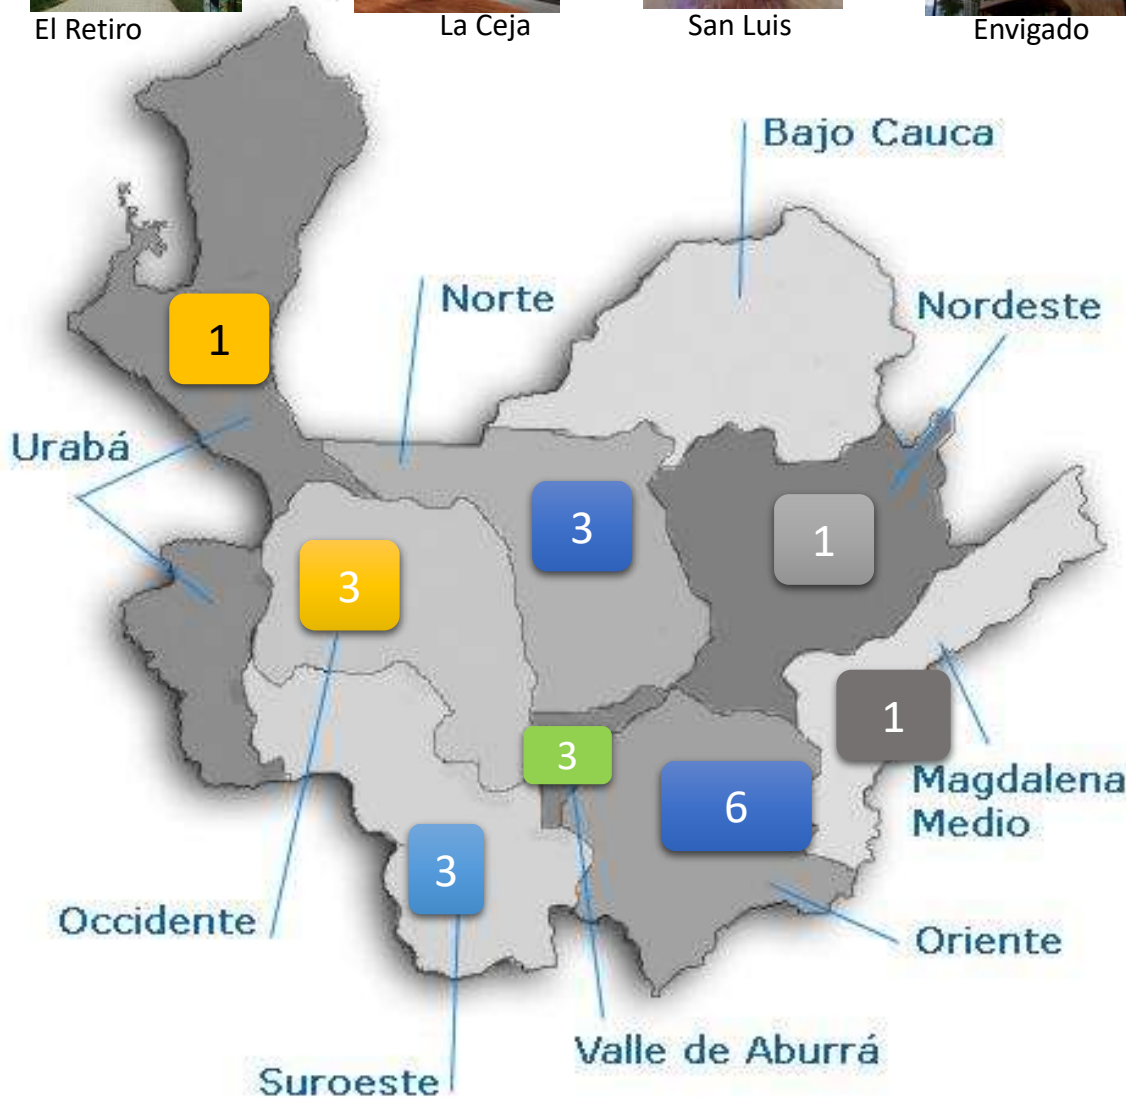 El Retiro
La Ceja
San Luis
Envigado
Bajo Cauca
Norte
Nordeste
1
Urabá
3
1
3
1
3
Magdalena
Medio
6
3
Occidente
Oriente
Valle de Aburrá
Suroeste